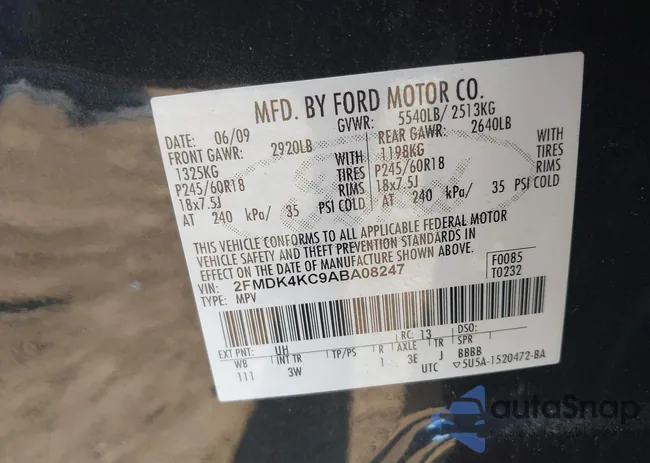 MFD. BY FORD MOTOR CO.
DATE: 06/09 GVWR: 5540LB/ 2513KG
FRONT GAWR: 2920LB REAR GAWR: 2640LB
1325KG WITH 1198KG WITH
P245/60R18 TIRES P245/60R18 TIRES
18x7.5J RIMS 18x7.5J RIMS
AT 240 kPa/ 35 PSI COLD AT 240 kPa/ 35 PSI COLD
THIS VEHICLE CONFORMS TO ALL APPLICABLE FEDERAL MOTOR
VEHICLE SAFETY AND THEFT PREVENTION STANDARDS IN
EFFECT ON THE DATE OF MANUFACTURE SHOWN ABOVE.
VIN: 2FMDK4KC9ABA08247 F0085
TYPE: MPV T0232
RC: 13 DSO:
EXT PNT: UH
WB TP/PS R AXLE TR SPR
111 3W 1 3E J BBBB
UTC ▽5U5A-1520472-BA
autoSnap